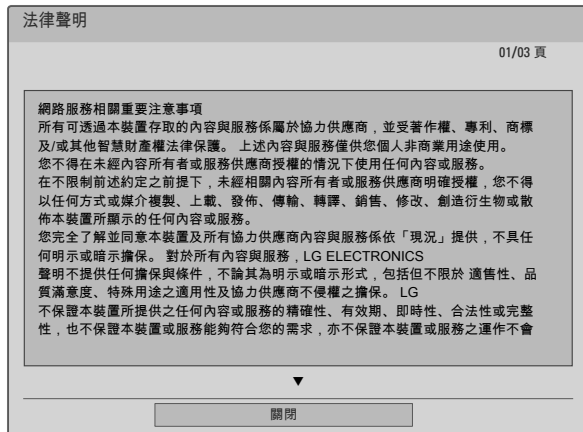 法律聲明
01/03 頁
網路服務相關重要注意事項
所有可透過本裝置存取的內容與服務係屬於協力供應商，並受著作權、專利、商標
及/或其他智慧財產權法律保護。 上述內容與服務僅供您個人非商業用途使用。
您不得在未經內容所有者或服務供應商授權的情況下使用任何內容或服務。
在不限制前述約定之前提下，未經相關內容所有者或服務供應商明確授權，您不得
以任何方式或媒介複製、上載、發佈、傳輸、轉譯、銷售、修改、創造衍生物或散
佈本裝置所顯示的任何內容或服務。
您完全了解並同意本裝置及所有協力供應商內容與服務係依「現況」提供，不具任
何明示或暗示擔保。 對於所有內容與服務，LG ELECTRONICS
聲明不提供任何擔保與條件，不論其為明示或暗示形式，包括但不限於 適售性、品
質滿意度、特殊用途之適用性及協力供應商不侵權之擔保。 LG
不保證本裝置所提供之任何內容或服務的精確性、有效期、即時性、合法性或完整
性，也不保證本裝置或服務能夠符合您的需求，亦不保證本裝置或服務之運作不會
關閉